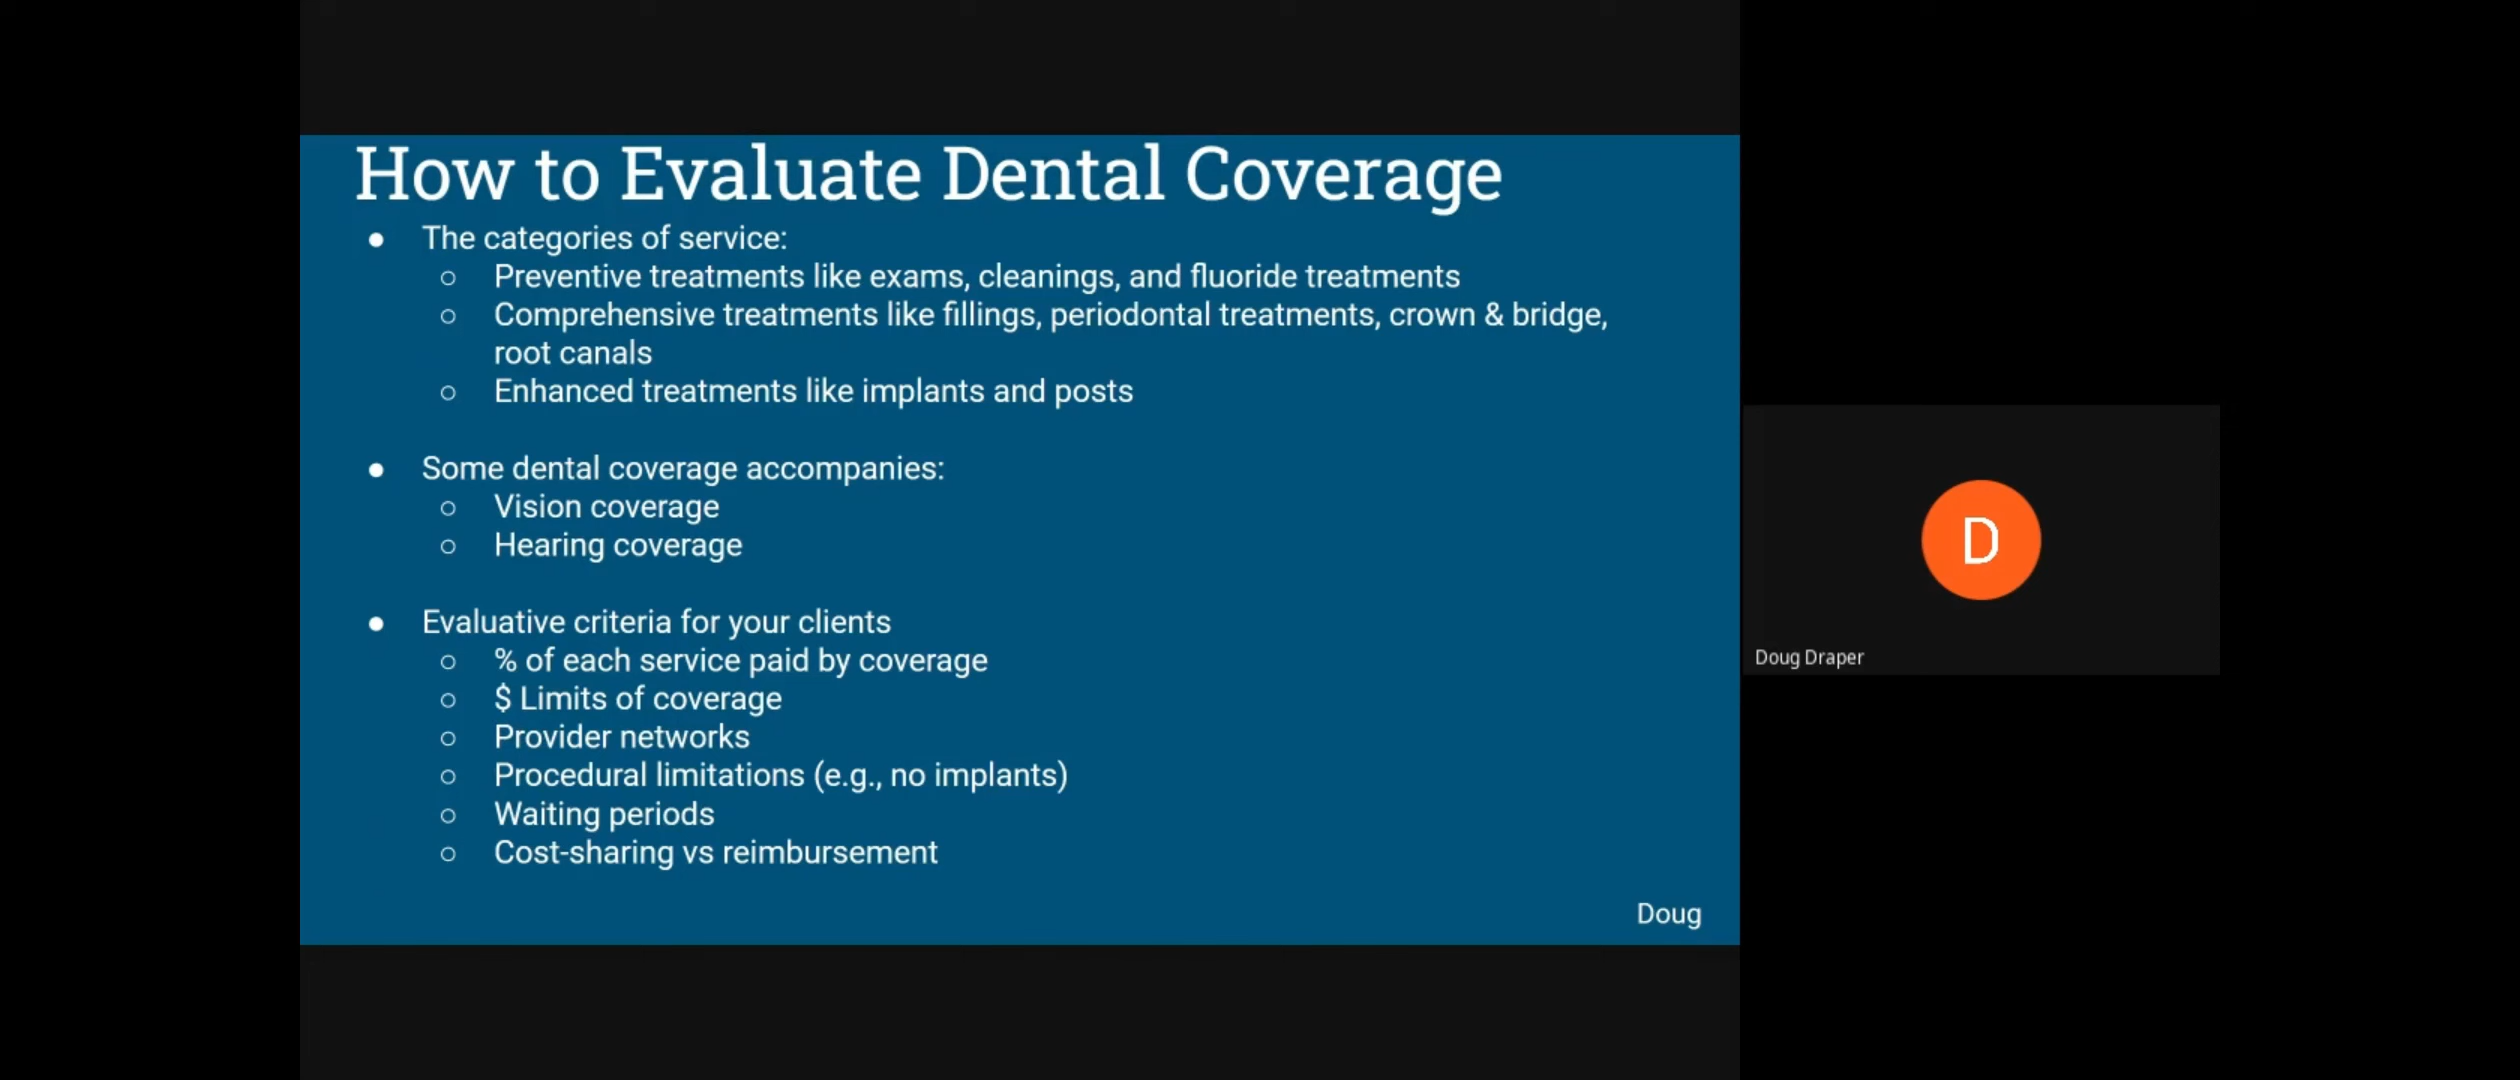 How to Evaluate Dental Coverage
● The categories of service:
○ Preventive treatments like exams, cleanings, and fluoride treatments
○ Comprehensive treatments like fillings, periodontal treatments, crown & bridge,
root canals
○ Enhanced treatments like implants and posts
● Some dental coverage accompanies:
○ Vision coverage
○ Hearing coverage
● Evaluative criteria for your clients
○ % of each service paid by coverage
○ $ Limits of coverage
○ Provider networks
○ Procedural limitations (e.g., no implants)
○ Waiting periods
○ Cost-sharing vs reimbursement
Doug
D
Doug Draper